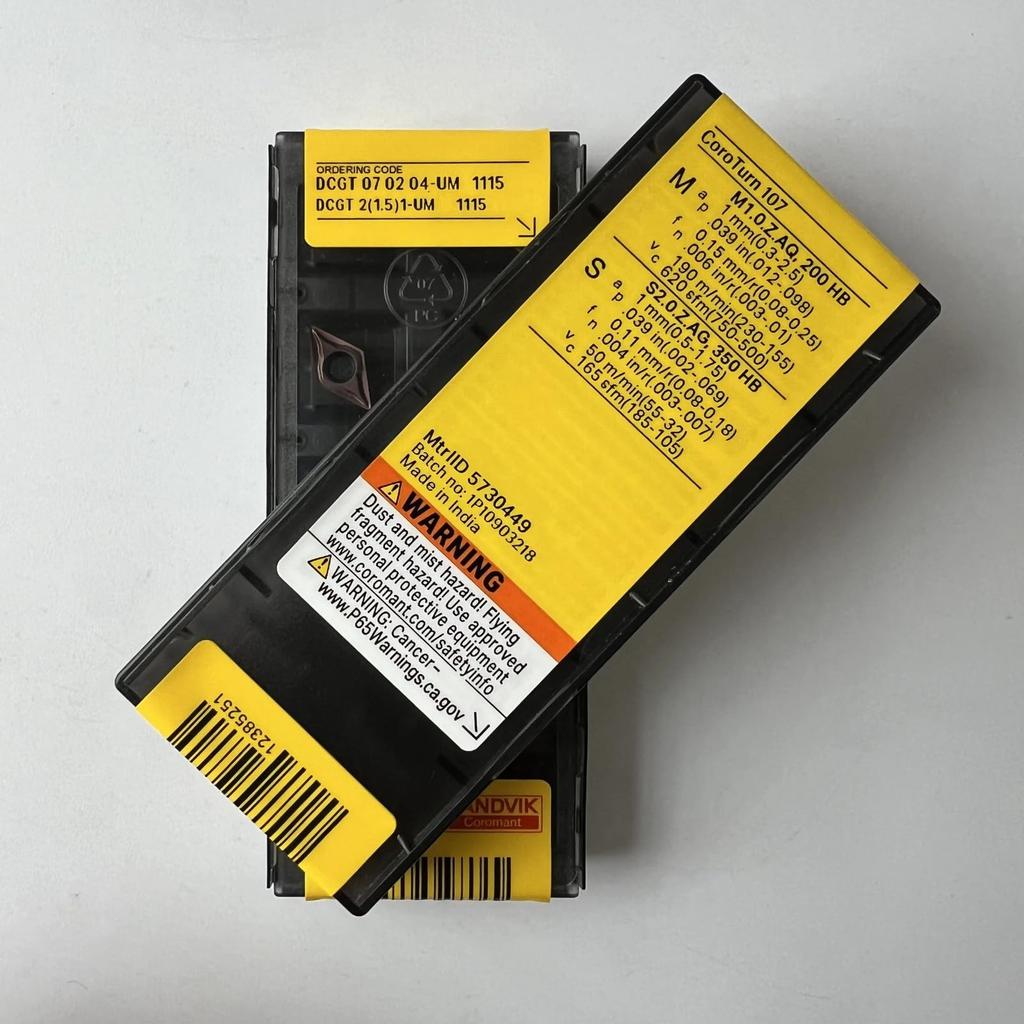 ORDERING CODE
DCGT 07 02 04-UM 1115
DCGT 2(1.5)1-UM 1115
07
PC
CoroTurn 107
M M1.0.Z.AQ, 200 HB
ap 1 mm(0.3-2.5)
.039 in(.012-.098)
fn 0.15 mm/r(0.08-0.25)
.006 in/r(.003-.01)
vc 190 m/min(230-155)
620 sfm(750-500)
S S2.0.Z.AG, 350 HB
ap 1 mm(0.5-1.75)
.039 in(.002-.069)
fn 0.11 mm/r(0.08-0.18)
.004 in/r(.003-.007)
vc 50 m/min(55-32)
165 sfm(185-105)
MtrlID 5730449
Batch no: 1P10903218
Made in India
WARNING
Dust and mist hazard! Flying
fragment hazard! Use approved
personal protective equipment
www.coromant.com/safetyinfo
WARNING: Cancer-
www.P65Warnings.ca.gov
12385251
ANDVIK
Coromant